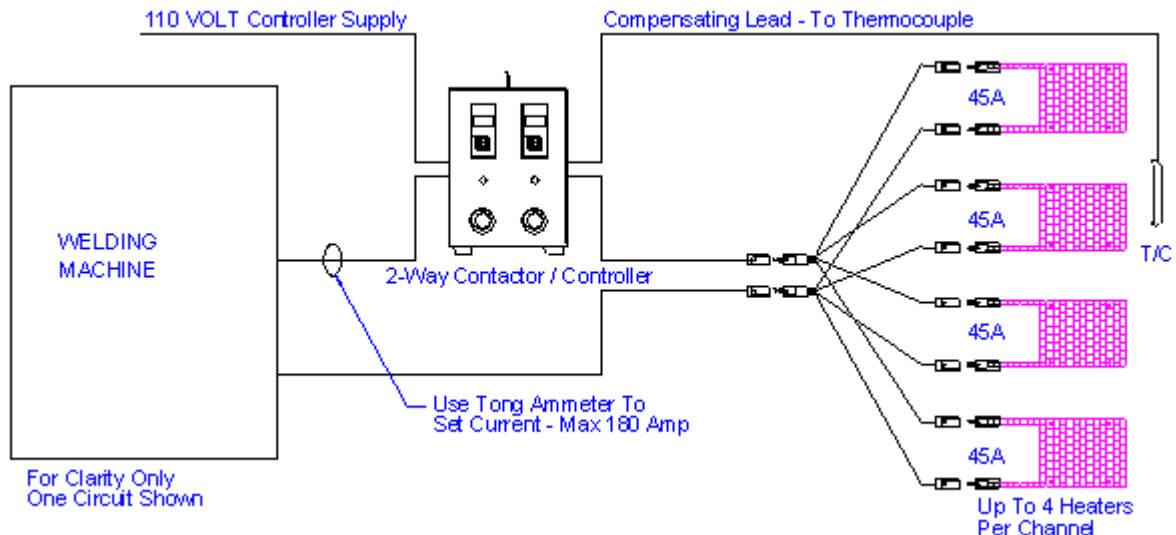 110 VOLT Controller Supply
Compensating Lead - To Thermocouple
45A
45A
T/C
WELDING
MACHINE
2-Way Contactor / Controller
45A
Use Tong Ammeter To
Set Current - Max 180 Amp
45A
For Clarity Only
One Circuit Shown
Up To 4 Heaters
Per Channel